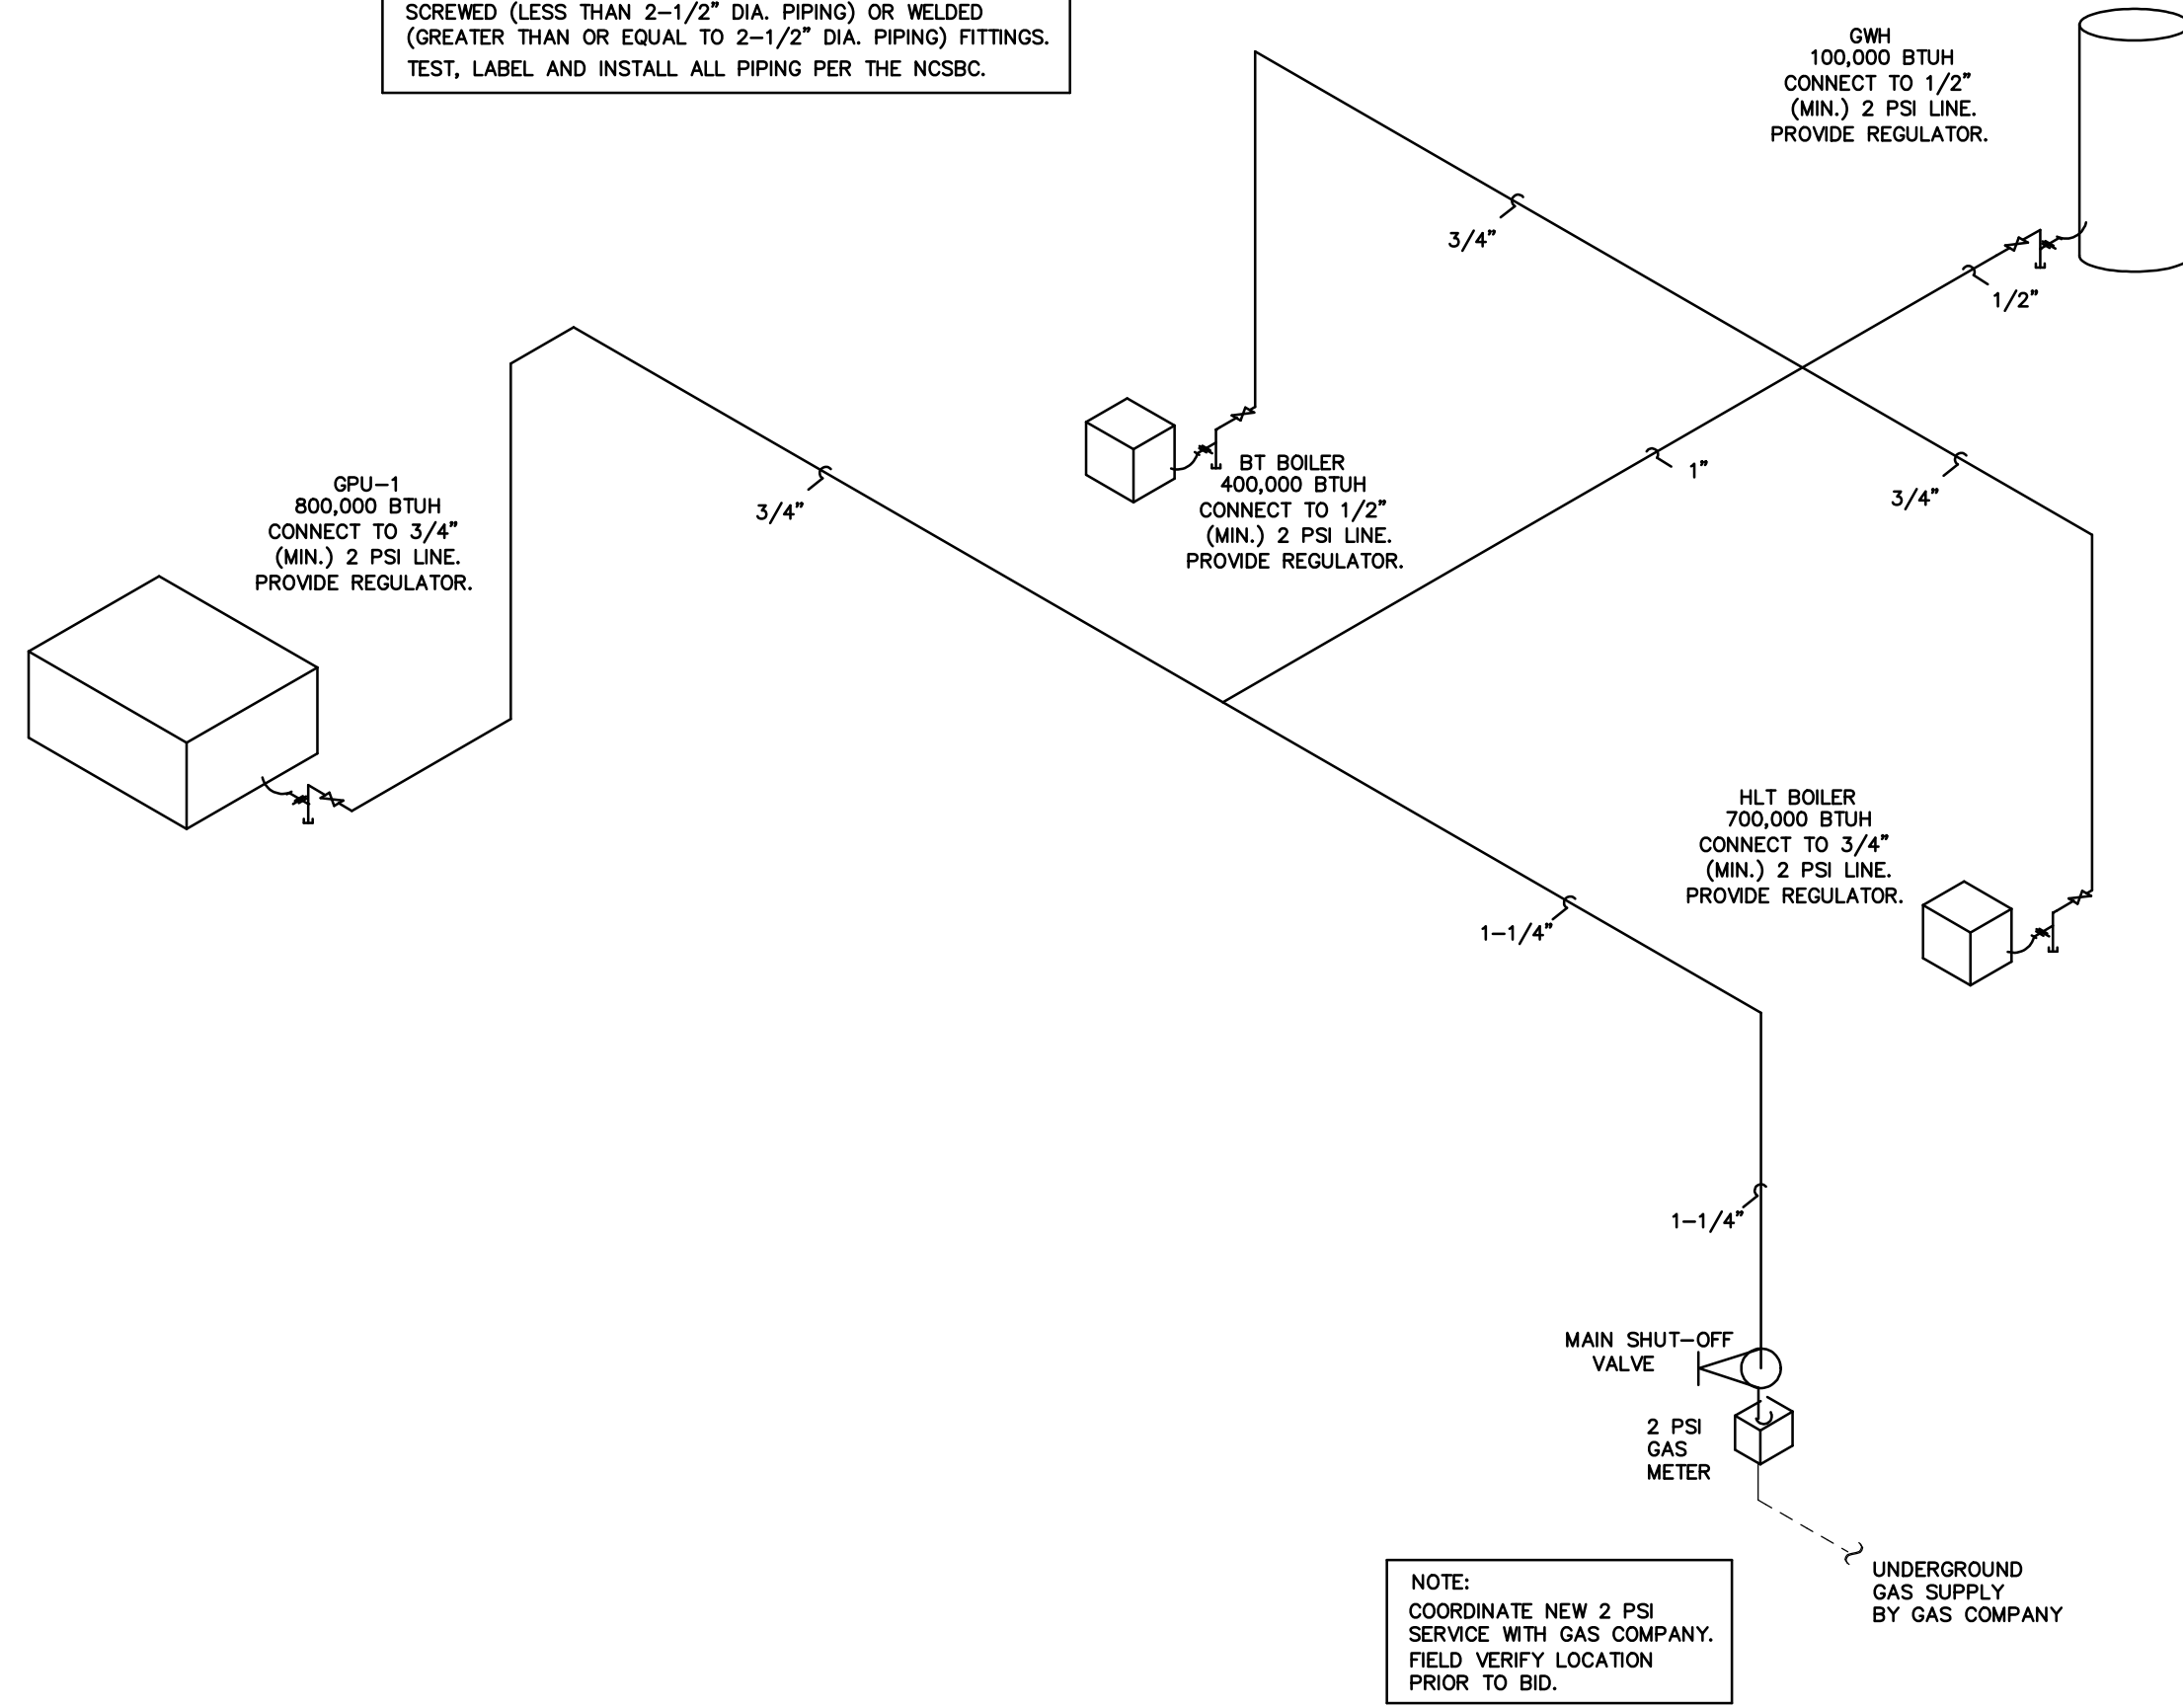 SCREWED (LESS THAN 2-1/2" DIA. PIPING) OR WELDED
(GREATER THAN OR EQUAL TO 2-1/2" DIA. PIPING) FITTINGS.
TEST, LABEL AND INSTALL ALL PIPING PER THE NCSBC.
GWH
100,000 BTUH
CONNECT TO 1/2"
(MIN.) 2 PSI LINE.
PROVIDE REGULATOR.
3/4"
1/2"
1"
3/4"
BT BOILER
400,000 BTUH
CONNECT TO 1/2"
(MIN.) 2 PSI LINE.
PROVIDE REGULATOR.
GPU-1
800,000 BTUH
CONNECT TO 3/4"
(MIN.) 2 PSI LINE.
PROVIDE REGULATOR.
3/4"
HLT BOILER
700,000 BTUH
CONNECT TO 3/4"
(MIN.) 2 PSI LINE.
PROVIDE REGULATOR.
1-1/4"
1-1/4"
MAIN SHUT-OFF
VALVE
2 PSI
GAS
METER
UNDERGROUND
GAS SUPPLY
BY GAS COMPANY
NOTE:
COORDINATE NEW 2 PSI
SERVICE WITH GAS COMPANY.
FIELD VERIFY LOCATION
PRIOR TO BID.